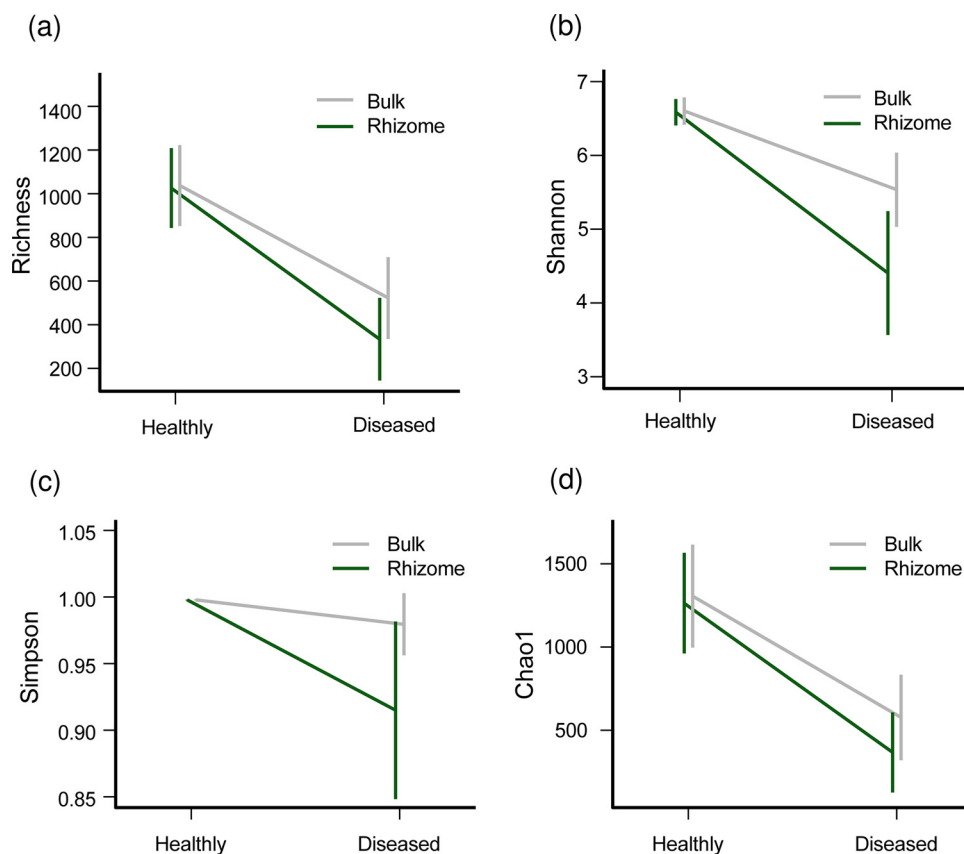 (a)
Richness
1400
1200
1000
800
600
400
200
Bulk
Rhizome
Healthly
Diseased
(b)
Shannon
7
6
5
4
3
Bulk
Rhizome
Healthly
Diseased
(c)
Simpson
1.05
1.00
0.95
0.90
0.85
Bulk
Rhizome
Healthly
Diseased
(d)
Chao1
1500
1000
500
Bulk
Rhizome
Healthly
Diseased